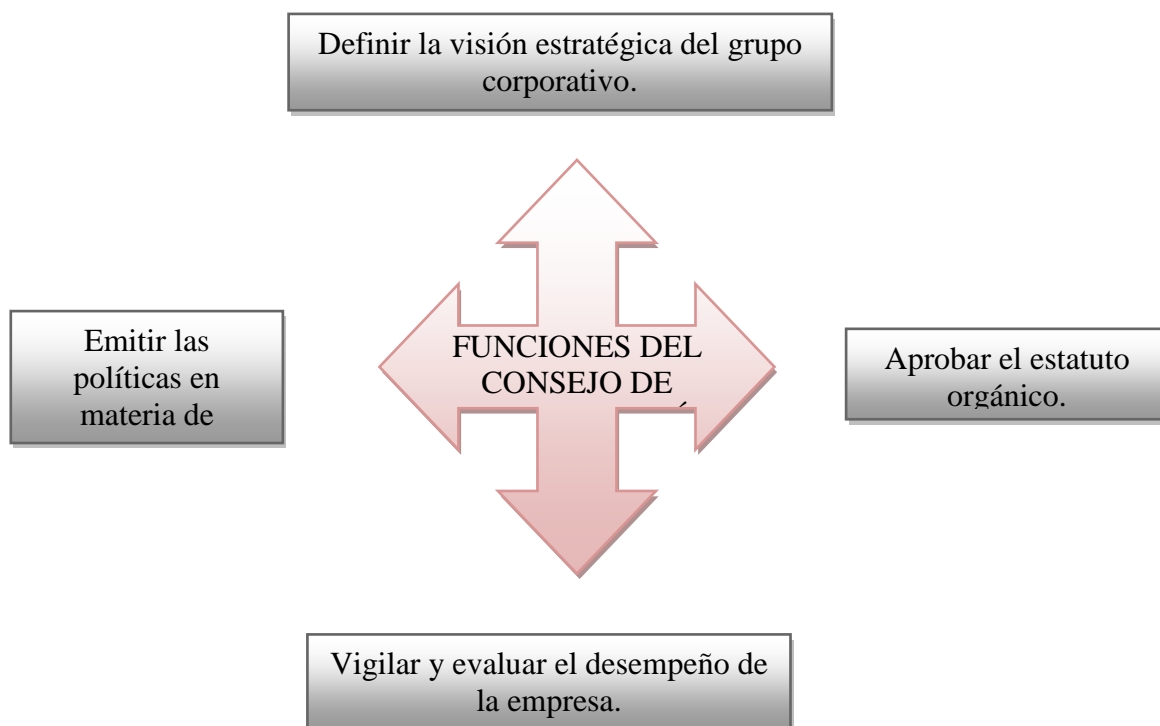 Definir la visión estratégica del grupo
corporativo.
FUNCIONES DEL
CONSEJO DE
Emitir las
políticas en
materia de
Aprobar el estatuto
orgánico.
Vigilar y evaluar el desempeño de
la empresa.